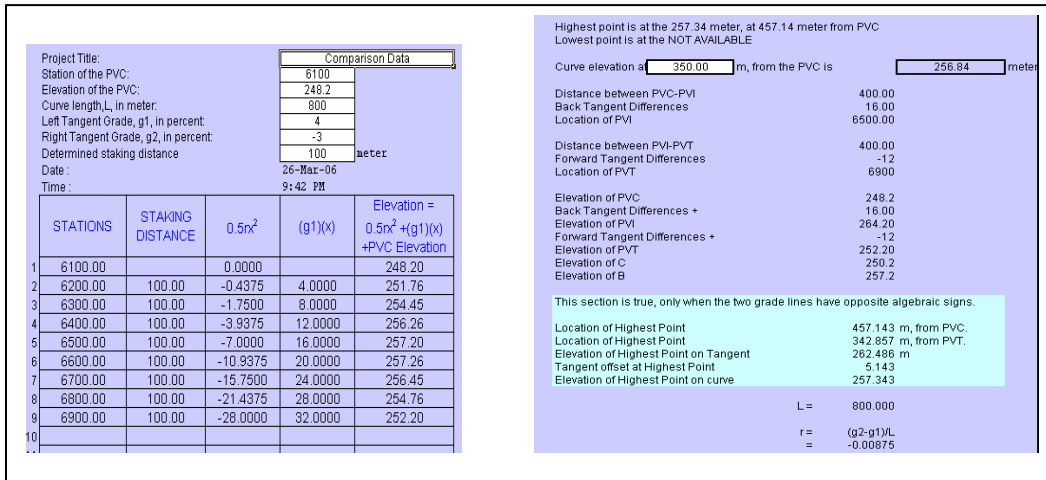 Project Title: Comparison Data
Station of the PVC: 6100
Elevation of the PVC: 248.2
Curve length,L, in meter: 800
Left Tangent Grade, g1, in percent: 4
Right Tangent Grade, g2, in percent: -3
Determined staking distance 100 meter
Date : 26-Mar-06
Time : 9:42 PM
STATIONS STAKING DISTANCE 0.5rx² (g1)(x) Elevation = 0.5rx² +(g1)(x) +PVC Elevation
1 6100.00 0.0000 248.20
2 6200.00 100.00 -0.4375 4.0000 251.76
3 6300.00 100.00 -1.7500 8.0000 254.45
4 6400.00 100.00 -3.9375 12.0000 256.26
5 6500.00 100.00 -7.0000 16.0000 257.20
6 6600.00 100.00 -10.9375 20.0000 257.26
7 6700.00 100.00 -15.7500 24.0000 256.45
8 6800.00 100.00 -21.4375 28.0000 254.76
9 6900.00 100.00 -28.0000 32.0000 252.20
10
Highest point is at the 257.34 meter, at 457.14 meter from PVC
Lowest point is at the NOT AVAILABLE
Curve elevation at 350.00 m, from the PVC is 256.84 meter
Distance between PVC-PVI 400.00
Back Tangent Differences 16.00
Location of PVI 6500.00
Distance between PVI-PVT 400.00
Forward Tangent Differences -12
Location of PVT 6900
Elevation of PVC 248.2
Back Tangent Differences + 16.00
Elevation of PVI 264.20
Forward Tangent Differences + -12
Elevation of PVT 252.20
Elevation of C 250.2
Elevation of B 257.2
This section is true, only when the two grade lines have opposite algebraic signs.
Location of Highest Point 457.143 m, from PVC.
Location of Highest Point 342.857 m, from PVT.
Elevation of Highest Point on Tangent 262.486 m
Tangent offset at Highest Point 5.143
Elevation of Highest Point on curve 257.343
L = 800.000
r = (g2-g1)/L
= -0.00875